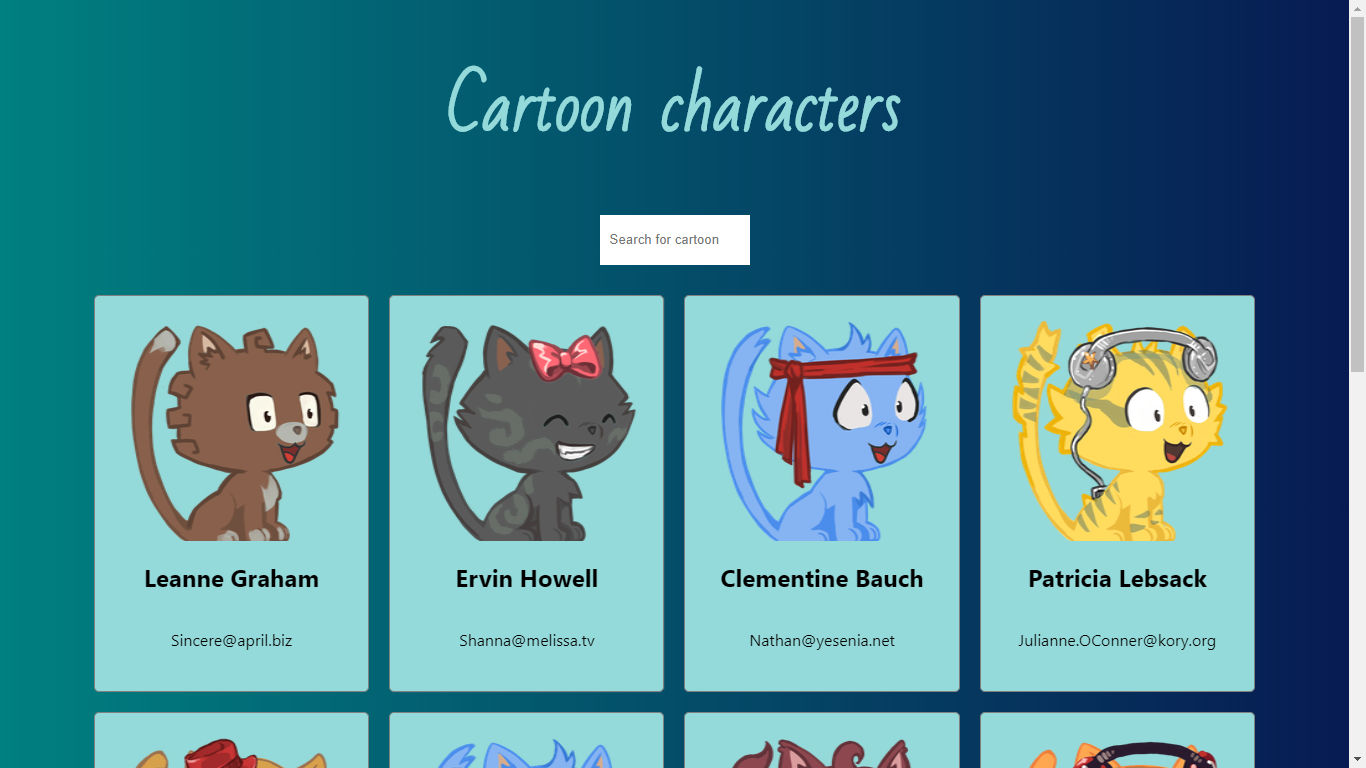 Cartoon characters
Search for cartoon
Leanne Graham
Ervin Howell
Clementine Bauch
Patricia Lebsack
Sincere@april.biz
Shanna@melissa.tv
Nathan@yesenia.net
Julianne.OConner@kory.org